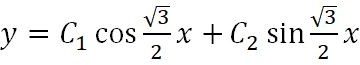 y = C₁ cos √3/2 x + C₂ sin √3/2 x